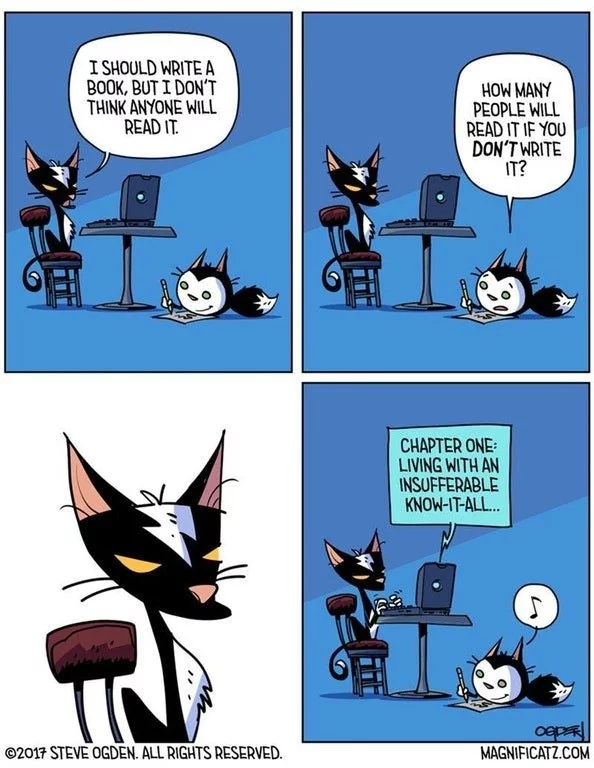 I SHOULD WRITE A
BOOK, BUT I DON'T
THINK ANYONE WILL
READ IT.
HOW MANY
PEOPLE WILL
READ IT IF YOU
DON'T WRITE
IT?
CHAPTER ONE:
LIVING WITH AN
INSUFFERABLE
KNOW-IT-ALL...
OGDEN
©2017 STEVE OGDEN. ALL RIGHTS RESERVED.
MAGNIFICATZ.COM